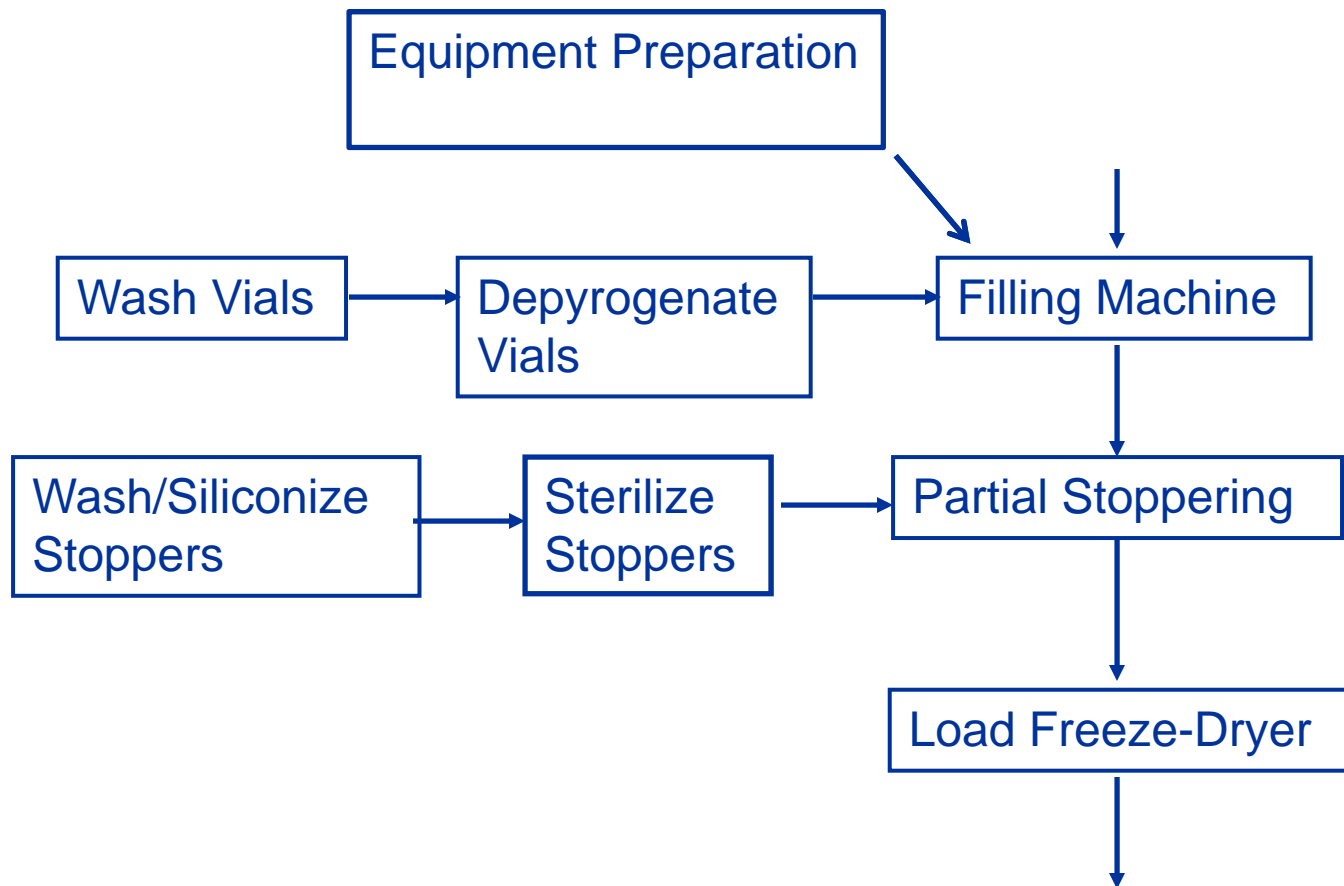 Equipment Preparation
Wash Vials
Depyrogenate
Vials
Filling Machine
Wash/Siliconize
Stoppers
Sterilize
Stoppers
Partial Stoppering
Load Freeze-Dryer